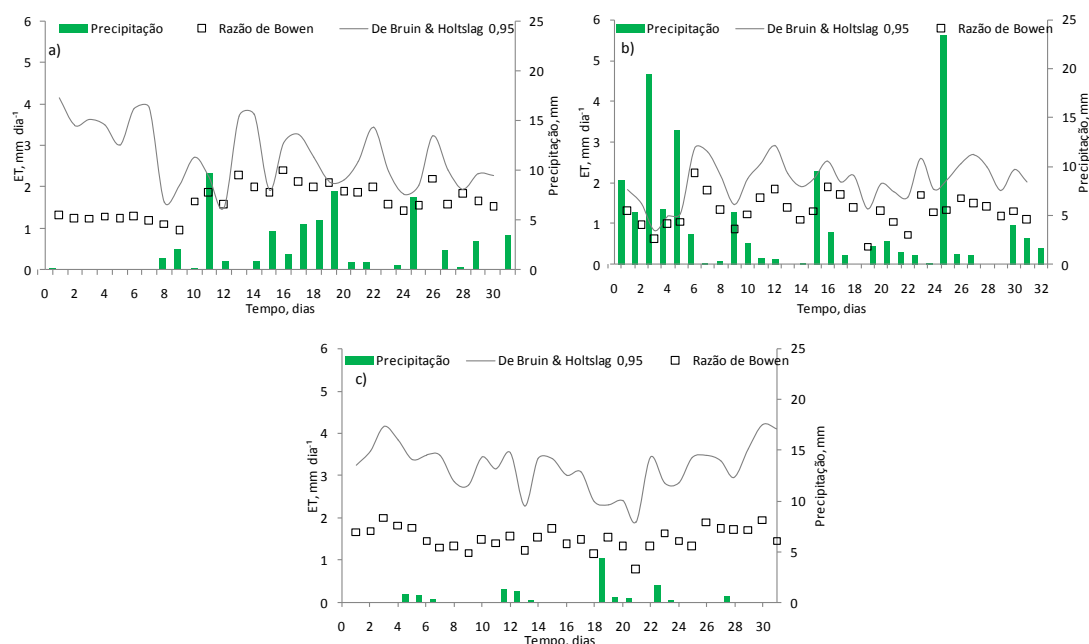 Precipitação Razão de Bowen De Bruin & Holtslag 0,95
a)
ET, mm dia⁻¹
6
5
4
3
2
1
0
25
20
15
10
5
0
Precipitação, mm
0 2 4 6 8 10 12 14 16 18 20 22 24 26 28 30
Tempo, dias
Precipitação Razão de Bowen De Bruin & Holtslag 0,95
b)
ET, mm dia⁻¹
6
5
4
3
2
1
0
25
20
15
10
5
0
Precipitação, mm
0 2 4 6 8 10 12 14 16 18 20 22 24 26 28 30 32
Tempo, dias
Precipitação De Bruin & Holtslag 0,95 Razão de Bowen
c)
ET, mm dia⁻¹
6
5
4
3
2
1
0
25
20
15
10
5
0
Precipitação, mm
0 2 4 6 8 10 12 14 16 18 20 22 24 26 28 30
Tempo, dias